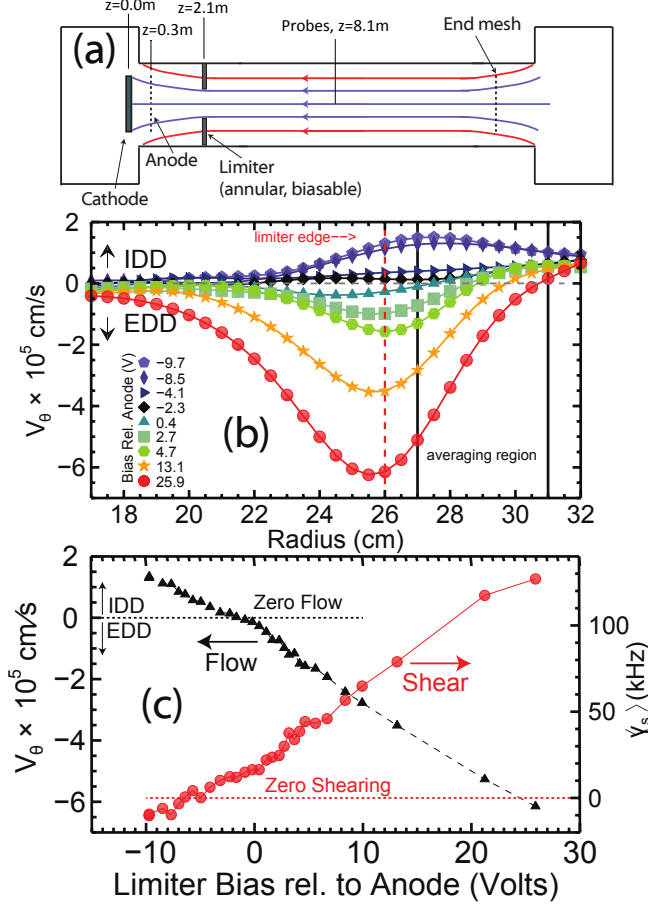 z=0.0m
z=2.1m
z=0.3m
Probes, z=8.1m
End mesh
(a)
Anode
Cathode
Limiter
(annular, biasable)
2
0
−2
−4
−6
V_θ × 10⁵ cm/s
limiter edge-->
IDD
EDD
Bias Rel. Anode (V)
−9.7
−8.5
−4.1
−2.3
0.4
2.7
4.7
13.1
25.9
(b)
averaging region
18 20 22 24 26 28 30 32
Radius (cm)
2
0
−2
−4
−6
V_θ × 10⁵ cm/s
IDD
EDD
Zero Flow
Flow
Shear
(c)
Zero Shearing
100
50
0
⟨γ_s⟩ (kHz)
−10 0 10 20 30
Limiter Bias rel. to Anode (Volts)